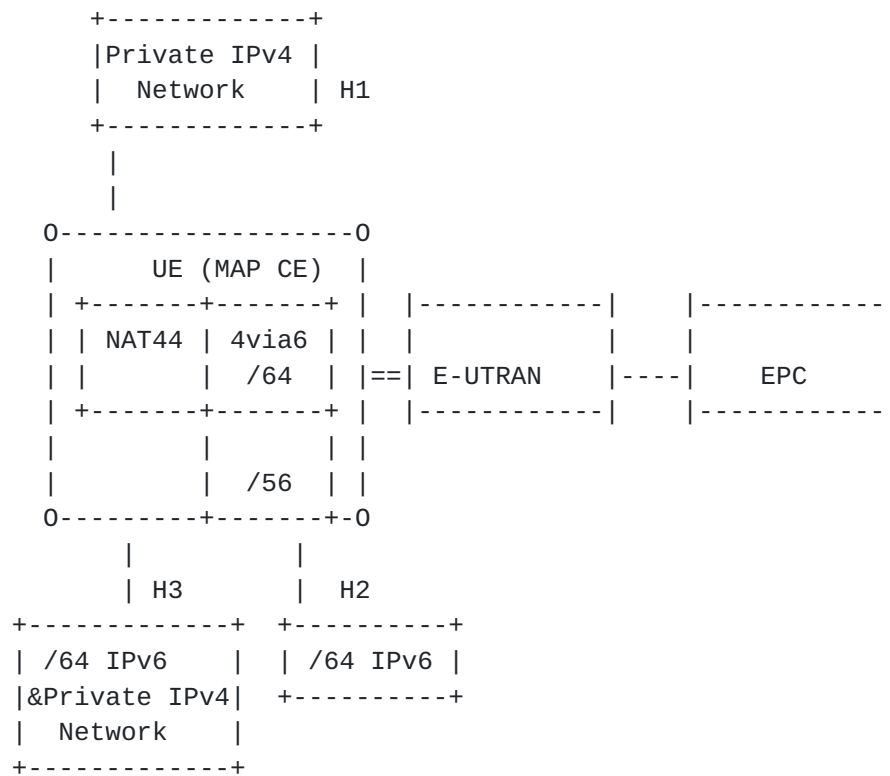 +-------------+
     |Private IPv4 |
     |  Network    | H1
     +-------------+
      |
      |
  O-------------------O
  |      UE (MAP CE)  |
  | +-------+-------+ |  |------------|    |------------
  | | NAT44 | 4via6 | |  |            |    |
  | |       |  /64  | |==| E-UTRAN    |----|    EPC
  | +-------+-------+ |  |------------|    |------------
  |         |       | |
  |         |  /56  | |
  O---------+-------+-O
       |          |
       | H3       |  H2
+-------------+  +----------+
| /64 IPv6    |  | /64 IPv6 |
|&Private IPv4|  +----------+
|  Network    |
+-------------+